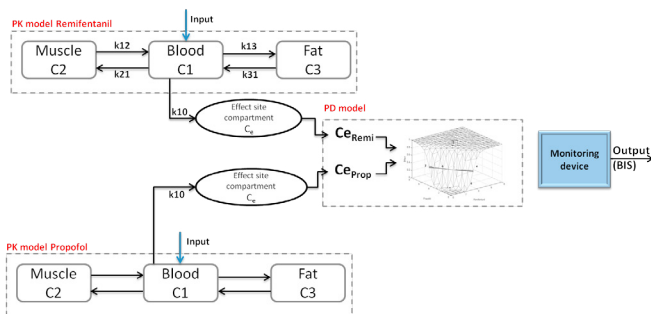 PK model Remifentanil
Input
Muscle
C2
k12
k21
Blood
C1
k13
k31
Fat
C3
k10
Effect site
compartment
Ce
PD model
CeRemi
CeProp
Monitoring
device
Output
(BIS)
Effect site
compartment
Ce
k10
PK model Propofol
Input
Muscle
C2
Blood
C1
Fat
C3